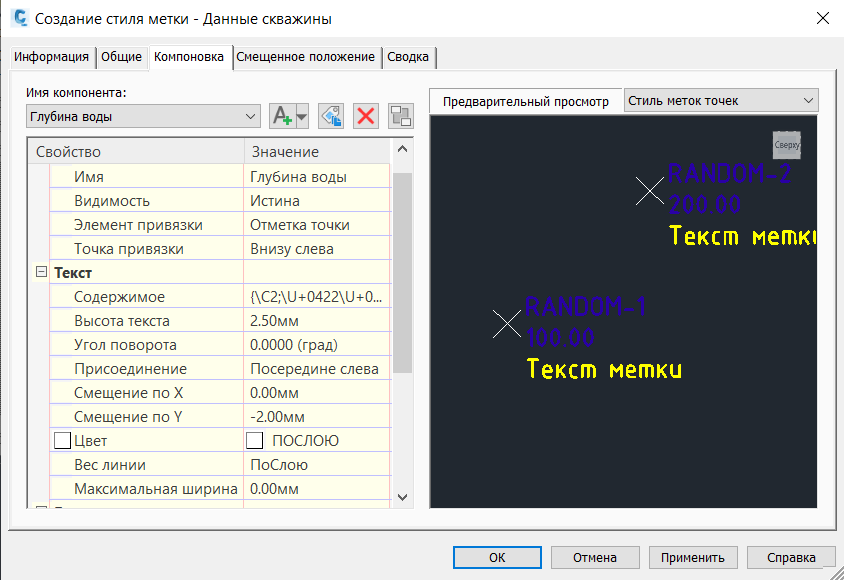 Создание стиля метки - Данные скважины
Информация Общие Компоновка Смещенное положение Сводка
Имя компонента:
Глубина воды
Предварительный просмотр Стиль меток точек
Свойство Значение
Имя Глубина воды
Видимость Истина
Элемент привязки Отметка точки
Точка привязки Внизу слева
Текст
Содержимое {\C2;\U+0422\U+0...
Высота текста 2.50мм
Угол поворота 0.0000 (град)
Присоединение Посередине слева
Смещение по X 0.00мм
Смещение по Y -2.00мм
Цвет ПОСЛОЮ
Вес линии ПоСлою
Максимальная ширина 0.00мм
Сверху
RANDOM-2
200.00
Текст метки
RANDOM-1
100.00
Текст метки
ОК Отмена Применить Справка